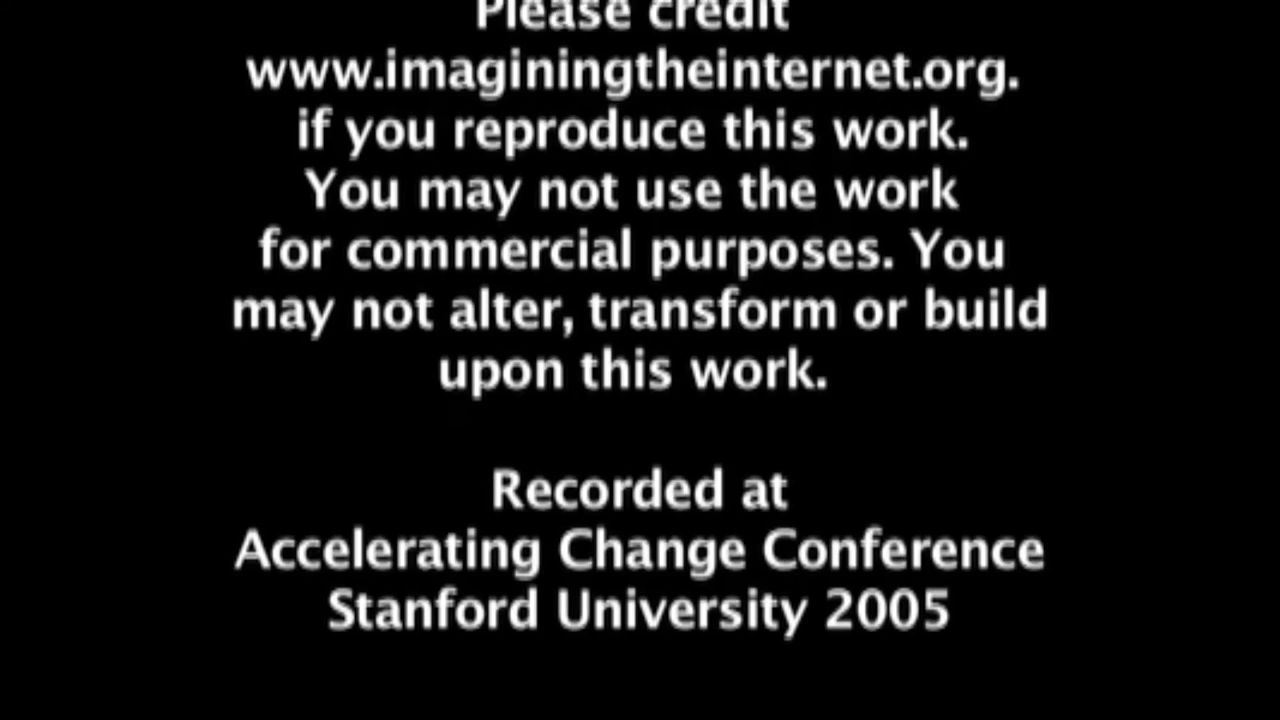 Please credit
www.imaginingtheinternet.org.
if you reproduce this work.
You may not use the work
for commercial purposes. You
may not alter, transform or build
upon this work.
Recorded at
Accelerating Change Conference
Stanford University 2005